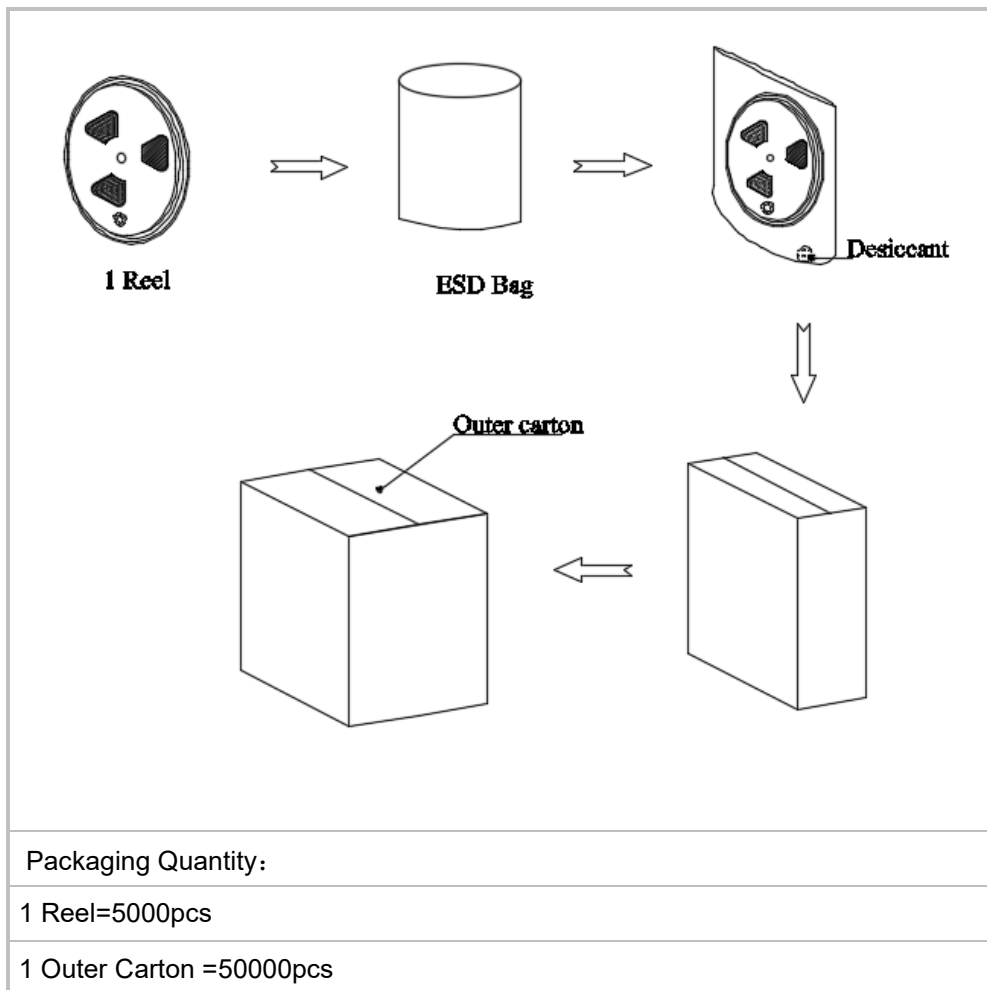 1 Reel
ESD Bag
Desiccant
Outer carton
Packaging Quantity：
1 Reel=5000pcs
1 Outer Carton =50000pcs